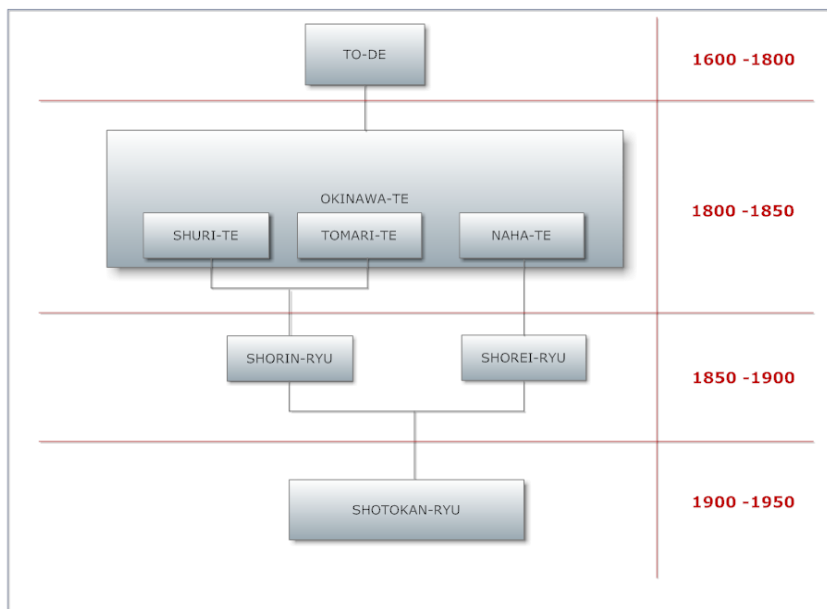 TO-DE
1600 -1800
OKINAWA-TE
SHURI-TE
TOMARI-TE
NAHA-TE
1800 -1850
SHORIN-RYU
SHOREI-RYU
1850 -1900
SHOTOKAN-RYU
1900 -1950